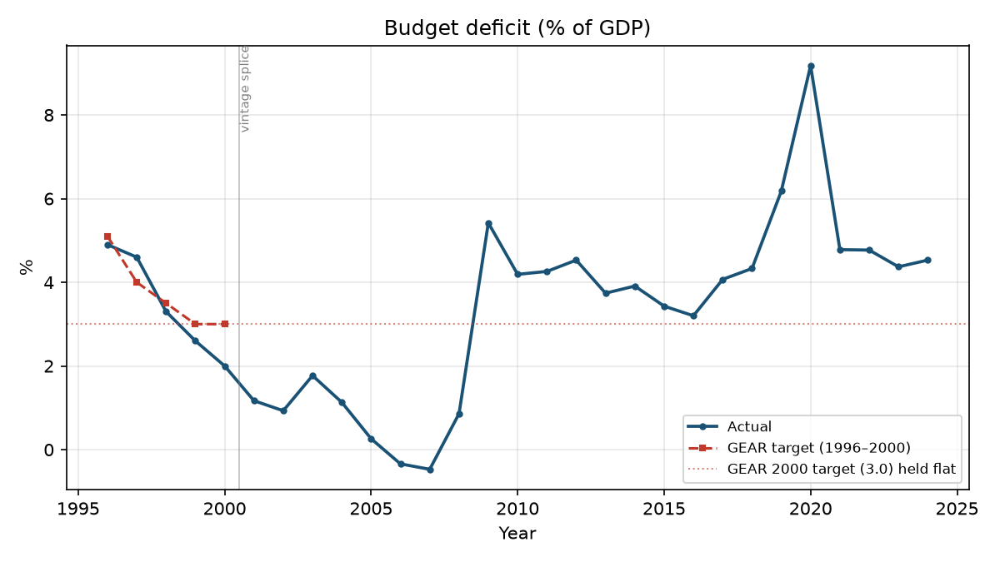 Budget deficit (% of GDP)
vintage splice
%
8
6
4
2
0
1995
2000
2005
2010
2015
2020
2025
Year
Actual
GEAR target (1996–2000)
GEAR 2000 target (3.0) held flat